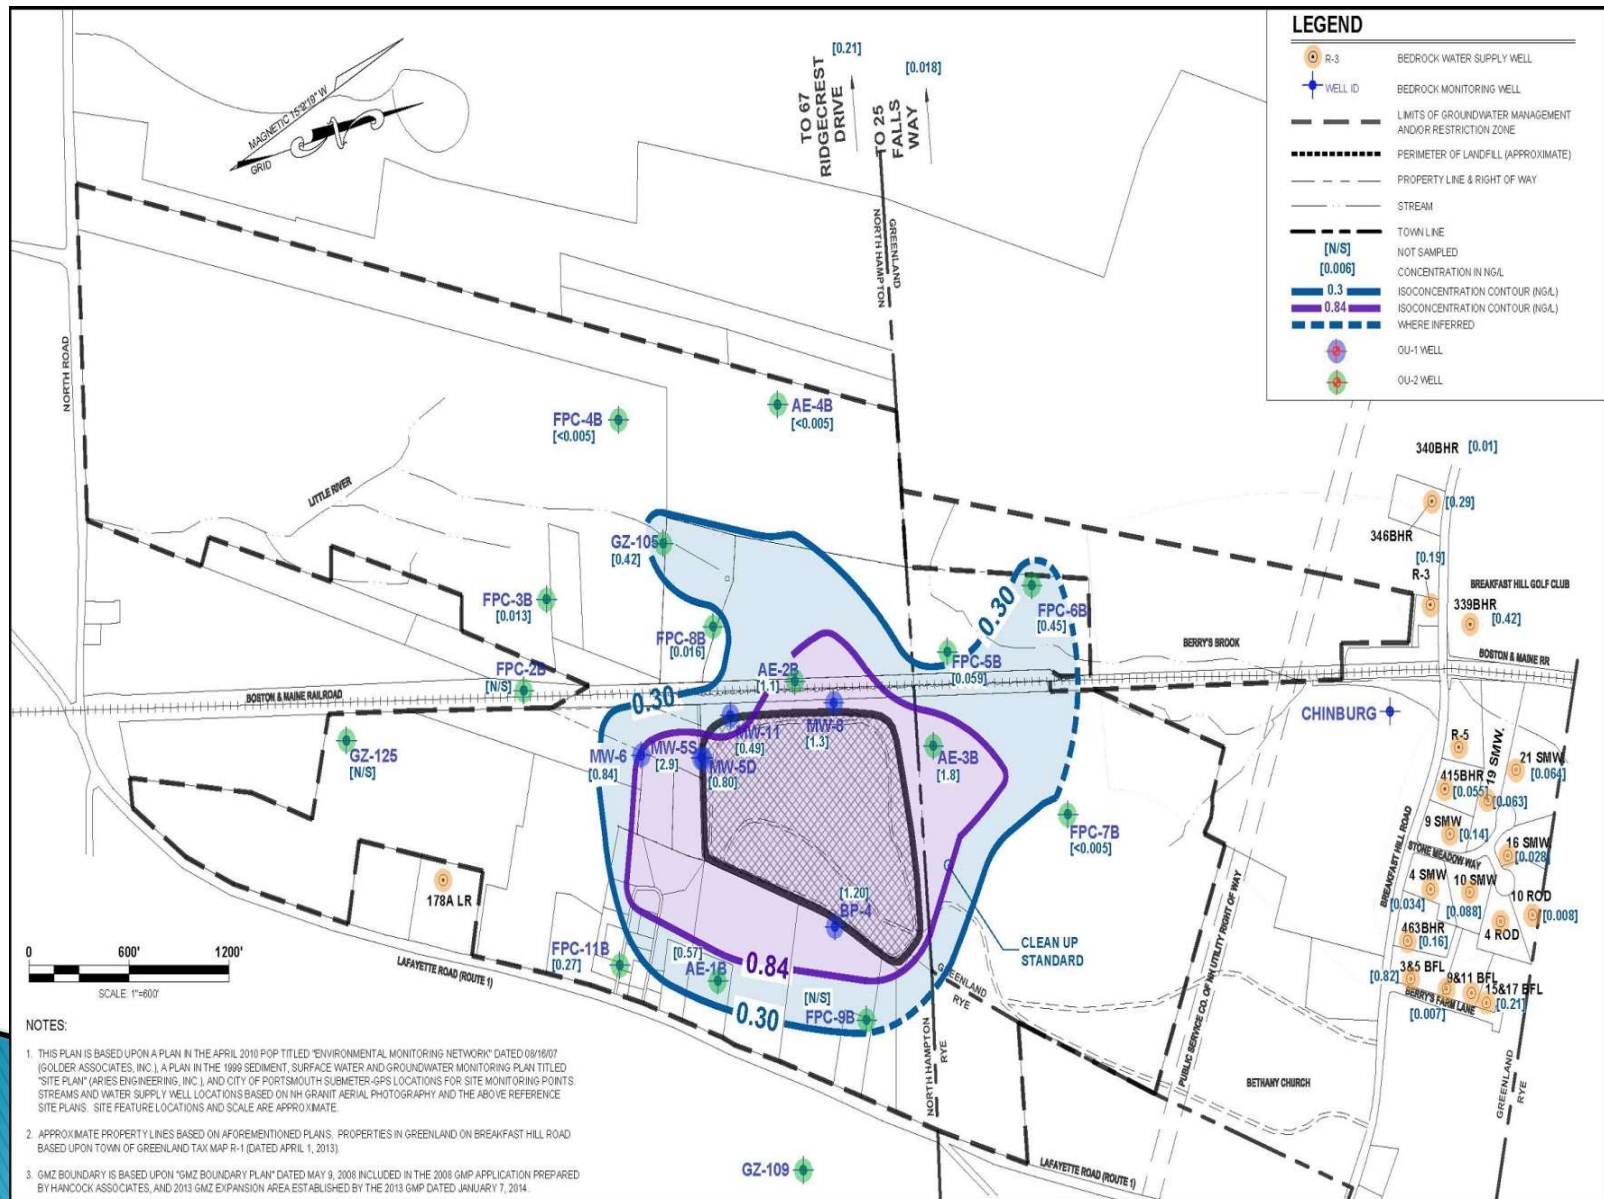 LEGEND
R-3
BEDROCK WATER SUPPLY WELL
WELL ID
BEDROCK MONITORING WELL
LIMITS OF GROUNDWATER MANAGEMENT
AND/OR RESTRICTION ZONE
PERIMETER OF LANDFILL (APPROXIMATE)
PROPERTY LINE & RIGHT OF WAY
STREAM
TOWN LINE
[N/S]
NOT SAMPLED
[0.006]
CONCENTRATION IN NG/L
0.3
ISOCONCENTRATION CONTOUR (NG/L)
0.84
ISOCONCENTRATION CONTOUR (NG/L)
WHERE INFERRED
OU-1 WELL
OU-2 WELL
MAGNETIC 15°8'19" W
GRID
TO 67
RIDGECREST
DRIVE
[0.21]
TO 25
FALLS
WAY
[0.018]
NORTH HAMPTON
GREENLAND
NORTH ROAD
LITTLE RIVER
FPC-4B
[<0.005]
AE-4B
[<0.005]
GZ-105
[0.42]
FPC-3B
[0.013]
FPC-8B
[0.016]
FPC-2B
[N/S]
BOSTON & MAINE RAILROAD
0.30
GZ-125
[N/S]
AE-2B
[1.1]
FPC-5B
[0.059]
0.30
FPC-6B
[0.45]
MW-8
[1.3]
MW-11
[0.49]
MW-6
[0.84]
MW-5S
[2.9]
MW-5D
[0.80]
AE-3B
[1.8]
FPC-7B
[<0.005]
178A LR
[1.20]
BP-4
FPC-11B
[0.27]
[0.57]
AE-1B
0.84
0.30
[N/S]
FPC-9B
CLEAN UP
STANDARD
GREENLAND
RYE
NORTH HAMPTON
RYE
GZ-109
LAFAYETTE ROAD (ROUTE 1)
LAFAYETTE ROAD (ROUTE 1)
PUBLIC SERVICE CO. OF NH UTILITY RIGHT OF WAY
BERRY'S BROOK
340BHR [0.01]
[0.29]
346BHR
[0.19]
R-3
BREAKFAST HILL GOLF CLUB
339BHR
[0.42]
BOSTON & MAINE RR
CHINBURG
R-5
19 SMW.
[0.063]
21 SMW
[0.064]
415BHR
[0.055]
9 SMW
[0.14]
STONE MEADOW WAY
16 SMW
[0.028]
BREAKFAST HILL ROAD
4 SMW
[0.034]
10 SMW
[0.088]
10 ROD
[0.008]
4 ROD
463BHR
[0.16]
3&5 BFL
[0.82]
9&11 BFL
[0.007]
15&17 BFL
[0.21]
BERRY'S FARM LANE
BETHANY CHURCH
GREENLAND
RYE
0 600' 1200'
SCALE: 1"=600'
NOTES:
1. THIS PLAN IS BASED UPON A PLAN IN THE APRIL 2010 POP TITLED "ENVIRONMENTAL MONITORING NETWORK" DATED 08/16/07
(GOLDER ASSOCIATES, INC.), A PLAN IN THE 1999 SEDIMENT, SURFACE WATER AND GROUNDWATER MONITORING PLAN TITLED
"SITE PLAN" (ARIES ENGINEERING, INC.), AND CITY OF PORTSMOUTH SUBMETER-GPS LOCATIONS FOR SITE MONITORING POINTS.
STREAMS AND WATER SUPPLY WELL LOCATIONS BASED ON NH GRANIT AERIAL PHOTOGRAPHY AND THE ABOVE REFERENCE
SITE PLANS. SITE FEATURE LOCATIONS AND SCALE ARE APPROXIMATE.
2. APPROXIMATE PROPERTY LINES BASED ON AFOREMENTIONED PLANS. PROPERTIES IN GREENLAND ON BREAKFAST HILL ROAD
BASED UPON TOWN OF GREENLAND TAX MAP R-1 (DATED APRIL 1, 2013)
3. GMZ BOUNDARY IS BASED UPON "GMZ BOUNDARY PLAN" DATED MAY 9, 2008 INCLUDED IN THE 2008 GMP APPLICATION PREPARED
BY HANCOCK ASSOCIATES, AND 2013 GMZ EXPANSION AREA ESTABLISHED BY THE 2013 GMP DATED JANUARY 7, 2014.